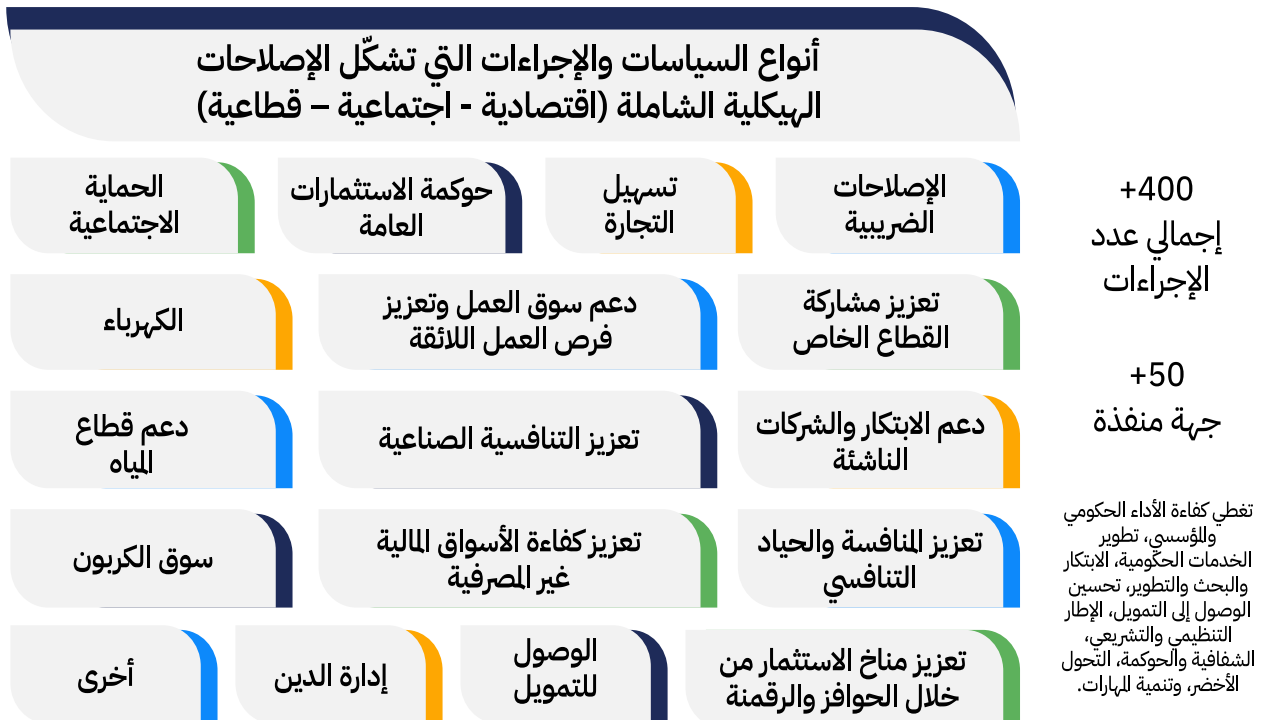 أنواع السياسات والإجراءات التي تشكّل الإصلاحات
الهيكلية الشاملة (اقتصادية - اجتماعية – قطاعية)
الإصلاحات
الضريبية
تسهيل
التجارة
حوكمة الاستثمارات
العامة
الحماية
الاجتماعية
تعزيز مشاركة
القطاع الخاص
دعم سوق العمل وتعزيز
فرص العمل اللائقة
الكهرباء
دعم الابتكار والشركات
الناشئة
تعزيز التنافسية الصناعية
دعم قطاع
المياه
تعزيز المنافسة والحياد
التنافسي
تعزيز كفاءة الأسواق المالية
غير المصرفية
سوق الكربون
تعزيز مناخ الاستثمار من
خلال الحوافز والرقمنة
الوصول
للتمويل
إدارة الدين
أخرى
+400
إجمالي عدد
الإجراءات
+50
جهة منفذة
تغطي كفاءة الأداء الحكومي
والمؤسسي، تطوير
الخدمات الحكومية، الابتكار
والبحث والتطوير، تحسين
الوصول إلى التمويل، الإطار
التنظيمي والتشريعي،
الشفافية والحوكمة، التحول
الأخضر، وتنمية المهارات.